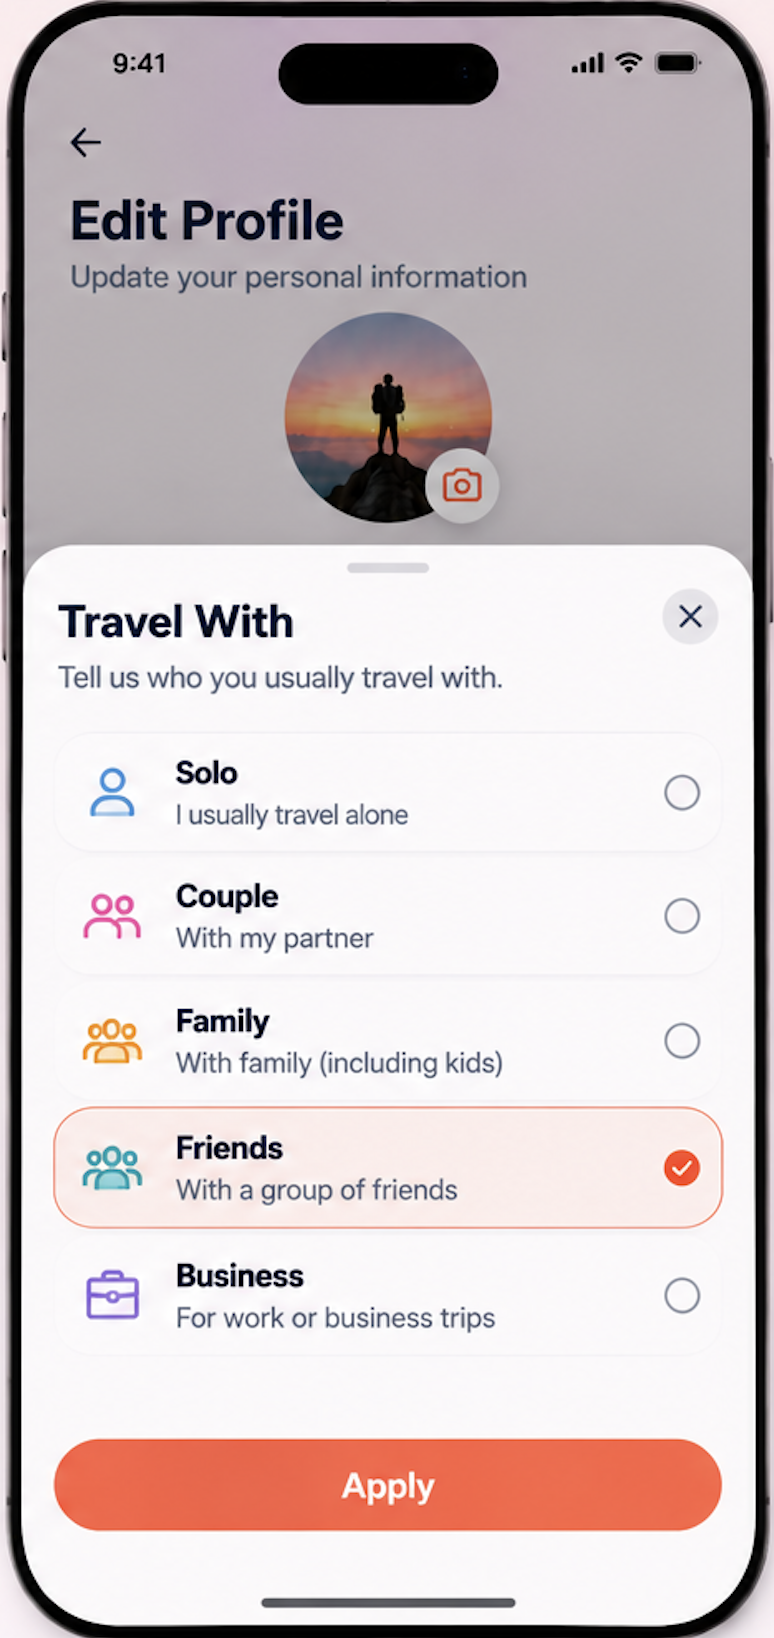 9:41
Edit Profile
Update your personal information
Travel With
Tell us who you usually travel with.
Solo
I usually travel alone
Couple
With my partner
Family
With family (including kids)
Friends
With a group of friends
Business
For work or business trips
Apply